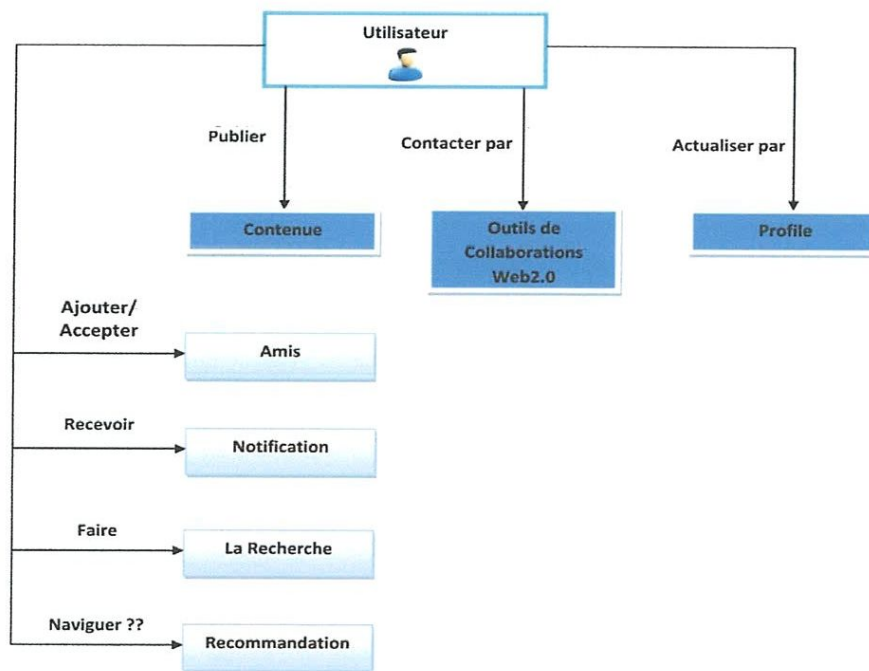 Utilisateur
Publier
Contacter par
Actualiser par
Contenue
Outils de
Collaborations
Web2.0
Profile
Ajouter/
Accepter
Amis
Recevoir
Notification
Faire
La Recherche
Naviguer ??
Recommandation